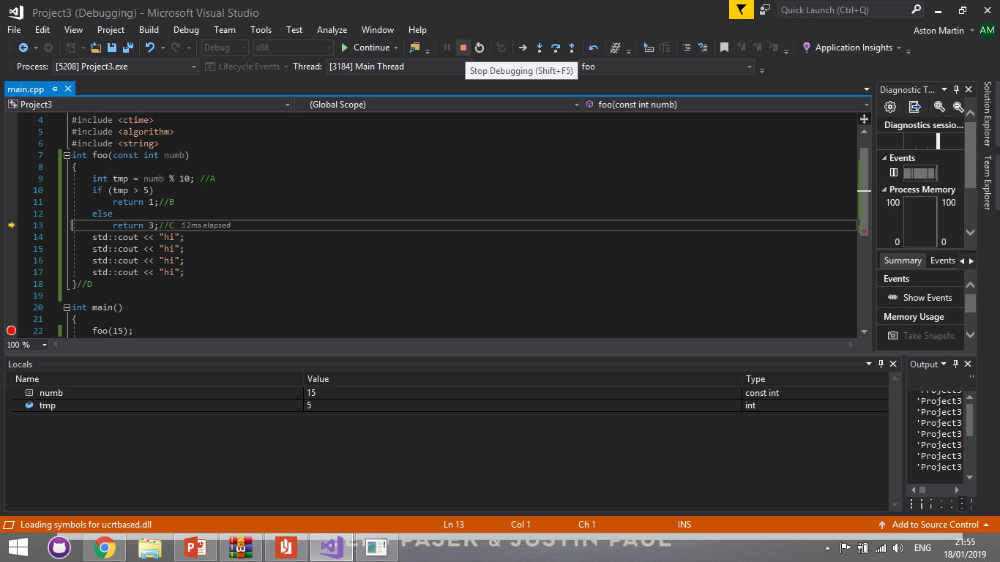 Project3 (Debugging) - Microsoft Visual Studio
Quick Launch (Ctrl+Q)
File Edit View Project Build Debug Team Tools Test Analyze Window Help
Aston Martin AM
Debug x86 Continue Application Insights
Process: [5208] Project3.exe Lifecycle Events Thread: [3184] Main Thread foo
Stop Debugging (Shift+F5)
main.cpp
Project3 (Global Scope) foo(const int numb)
4 #include <ctime>
5 #include <algorithm>
6 #include <string>
7 int foo(const int numb)
8 {
9 int tmp = numb % 10; //A
10 if (tmp > 5)
11 return 1;//B
12 else
13 return 3;//C ≤2ms elapsed
14 std::cout << "hi";
15 std::cout << "hi";
16 std::cout << "hi";
17 std::cout << "hi";
18 }//D
19
20 int main()
21 {
22 foo(15);
100 %
Diagnostic T...
Diagnostics sessio...
Events
Process Memory
100 100
0 0
Summary Events
Events
Show Events
Memory Usage
Take Snapshc
Solution Explorer
Team Explorer
Locals
Name Value Type
numb 15 const int
tmp 5 int
Output
'Project3
'Project3
'Project3
'Project3
'Project3
'Project3
'Project3
'Project3
Loading symbols for ucrtbased.dll Ln 13 Col 1 Ch 1 INS Add to Source Control
PASEK & JUSTIN PAUL
ENG
21:55
18/01/2019